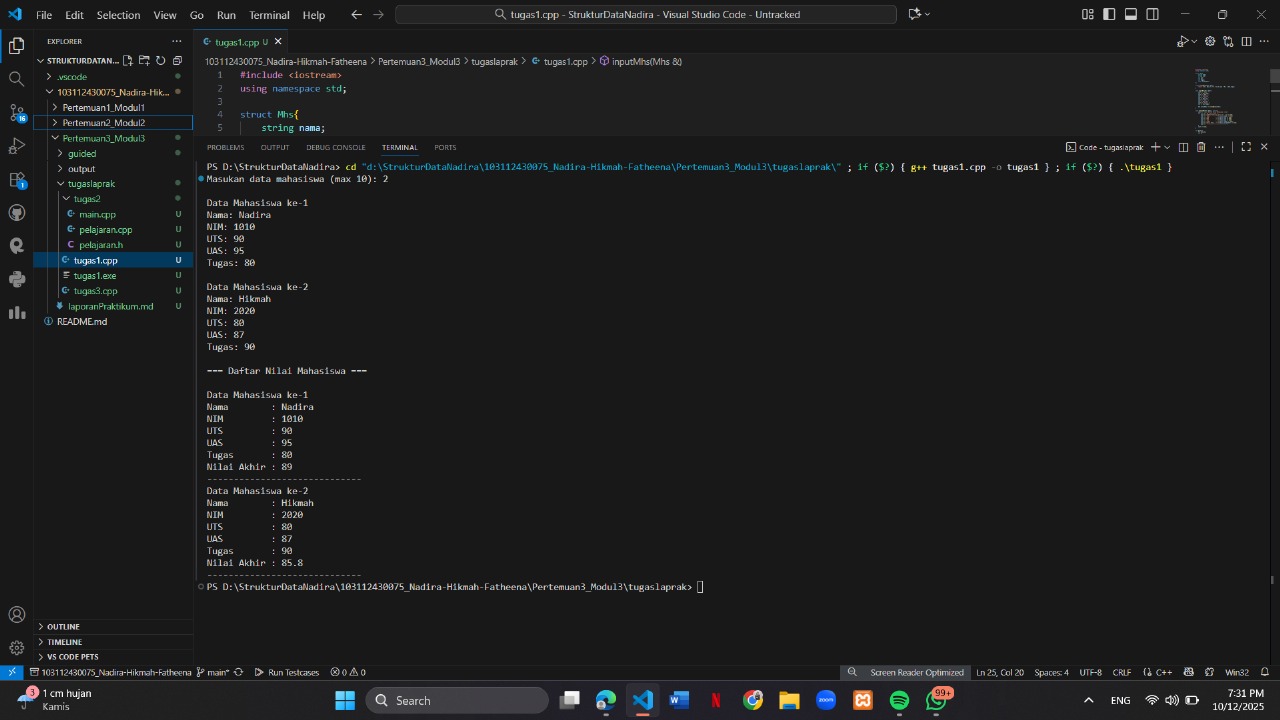 File Edit Selection View Go Run Terminal Help
tugas1.cpp - StrukturDataNadira - Visual Studio Code - Untracked
EXPLORER
STRUKTURDATAN...
.vscode
103112430075_Nadira-Hik...
Pertemuan1_Modul1
Pertemuan2_Modul2
Pertemuan3_Modul3
guided
output
tugaslaprak
tugas2
main.cpp U
pelajaran.cpp U
pelajaran.h U
tugas1.cpp U
tugas1.exe U
tugas3.cpp U
laporanPraktikum.md U
README.md
OUTLINE
TIMELINE
VS CODE PETS
16
1
tugas1.cpp U
103112430075_Nadira-Hikmah-Fatheena > Pertemuan3_Modul3 > tugaslaprak > tugas1.cpp > inputMhs(Mhs &)
1 #include <iostream>
2 using namespace std;
3
4 struct Mhs{
5 string nama;
PROBLEMS OUTPUT DEBUG CONSOLE TERMINAL PORTS
Code - tugaslaprak
PS D:\StrukturDataNadira> cd "d:\StrukturDataNadira\103112430075_Nadira-Hikmah-Fatheena\Pertemuan3_Modul3\tugaslaprak\" ; if ($?) { g++ tugas1.cpp -o tugas1 } ; if ($?) { .\tugas1 }
Masukan data mahasiswa (max 10): 2
Data Mahasiswa ke-1
Nama: Nadira
NIM: 1010
UTS: 90
UAS: 95
Tugas: 80
Data Mahasiswa ke-2
Nama: Hikmah
NIM: 2020
UTS: 80
UAS: 87
Tugas: 90
=== Daftar Nilai Mahasiswa ===
Data Mahasiswa ke-1
Nama : Nadira
NIM : 1010
UTS : 90
UAS : 95
Tugas : 80
Nilai Akhir : 89
-----------------------------
Data Mahasiswa ke-2
Nama : Hikmah
NIM : 2020
UTS : 80
UAS : 87
Tugas : 90
Nilai Akhir : 85.8
-----------------------------
PS D:\StrukturDataNadira\103112430075_Nadira-Hikmah-Fatheena\Pertemuan3_Modul3\tugaslaprak>
103112430075_Nadira-Hikmah-Fatheena main* Run Testcases 0 0
Screen Reader Optimized Ln 25, Col 20 Spaces: 4 UTF-8 CRLF {} C++ Win32
3
1 cm hujan
Kamis
Search
zoom
99+
ENG
7:31 PM
10/12/2025